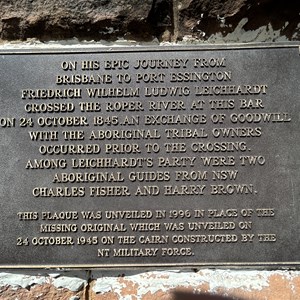 ON HIS EPIC JOURNEY FROM
BRISBANE TO PORT ESSINGTON
FRIEDRICH WILHELM LUDWIG LEICHHARDT
CROSSED THE ROPER RIVER AT THIS BAR
ON 24 OCTOBER 1845. AN EXCHANGE OF GOODWILL
WITH THE ABORIGINAL TRIBAL OWNERS
OCCURRED PRIOR TO THE CROSSING.
AMONG LEICHHARDT'S PARTY WERE TWO
ABORIGINAL GUIDES FROM NSW
CHARLES FISHER AND HARRY BROWN.
THIS PLAQUE WAS UNVEILED IN 1996 IN PLACE OF THE
MISSING ORIGINAL WHICH WAS UNVEILED ON
24 OCTOBER 1945 ON THE CAIRN CONSTRUCTED BY THE
NT MILITARY FORCE.